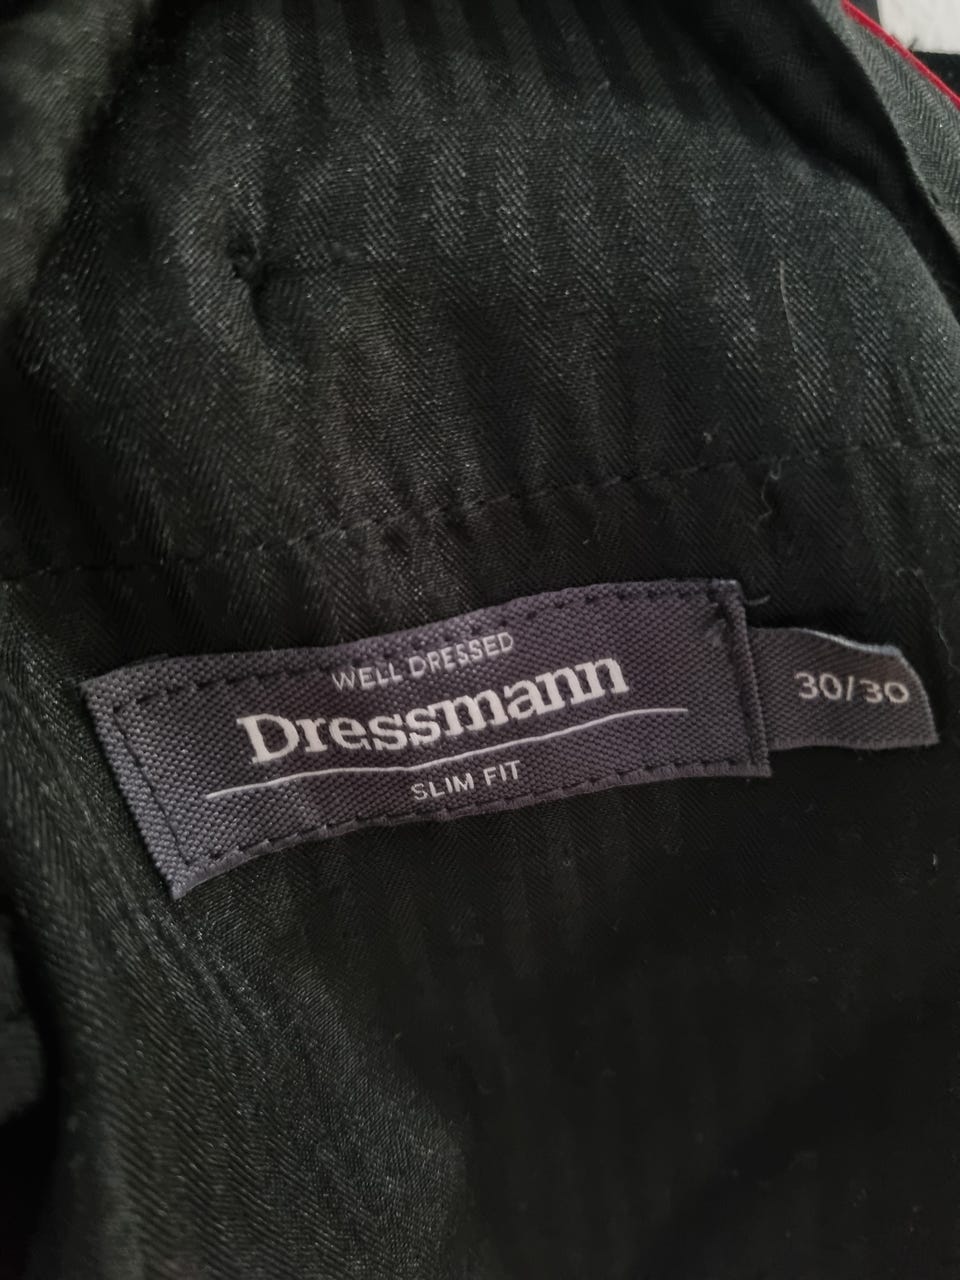 WELL DRESSED
Dressmann
SLIM FIT
30/30